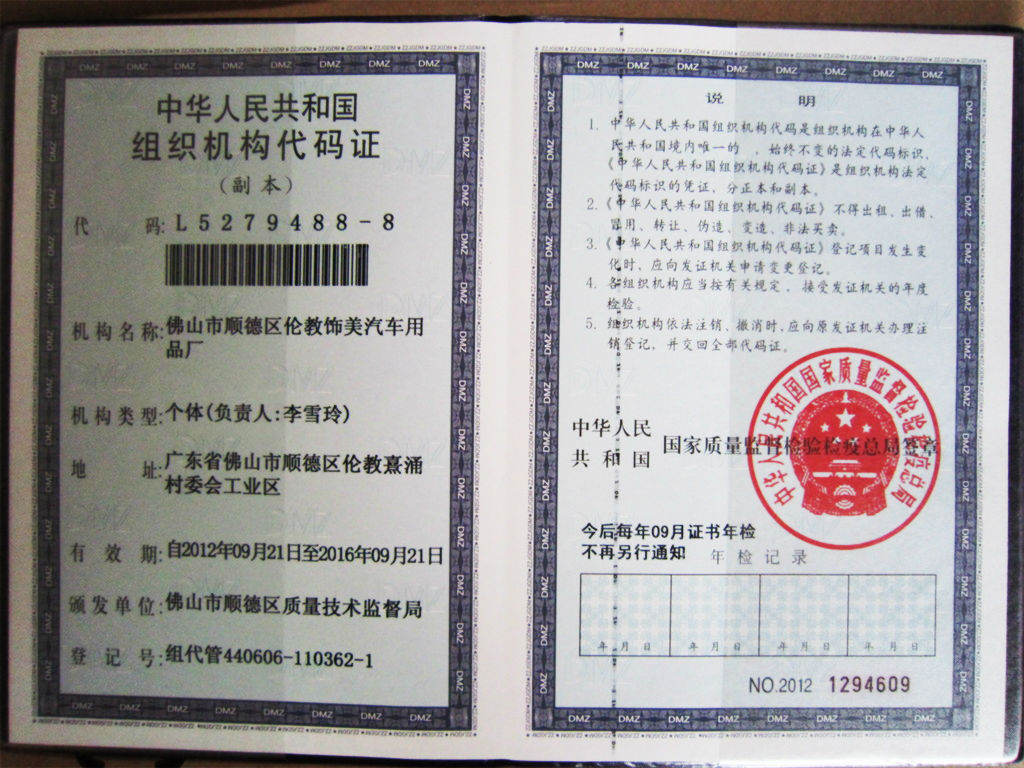 中华人民共和国
组织机构代码证
（副本）
代 码: L5279488-8
机构名称: 佛山市顺德区伦教饰美汽车用
品厂
机构类型: 个体(负责人:李雪玲)
地 址: 广东省佛山市顺德区伦教熹涌
村委会工业区
有 效 期: 自2012年09月21日至2016年09月21日
颁发单位: 佛山市顺德区质量技术监督局
登 记 号: 组代管440606-110362-1
说 明
1. 中华人民共和国组织机构代码是组织机构在中华人
民共和国境内唯一的 、始终不变的法定代码标识、
《中华人民共和国组织机构代码证》是组织机构法定
代码标识的凭证，分正本和副本。
2.《中华人民共和国组织机构代码证》不得出租、出借、
冒用、转让、伪造、变造、非法买卖。
3.《中华人民共和国组织机构代码证》登记项目发生变
化时，应向发证机关申请变更登记。
4. 各组织机构应当按有关规定，接受发证机关的年度
检验。
5. 组织机构依法注销、撤消时，应向原发证机关办理注
销登记，并交回全部代码证。
中华人民
共和国 国家质量监督检验检疫总局签章
中华人民共和国国家质量监督检验检疫总局
今后每年09月证书年检
不再另行通知 年检记录
年 月 日 年 月 日 年 月 日 年 月 日
NO.2012 1294609